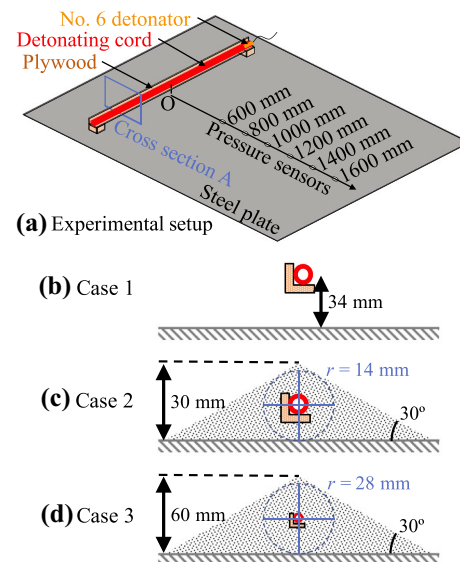 No. 6 detonator
Detonating cord
Plywood
O
Cross section A
600 mm
800 mm
1000 mm
1200 mm
1400 mm
1600 mm
Pressure sensors
Steel plate
(a) Experimental setup
(b) Case 1
34 mm
(c) Case 2
30 mm
r = 14 mm
30º
(d) Case 3
60 mm
r = 28 mm
30º